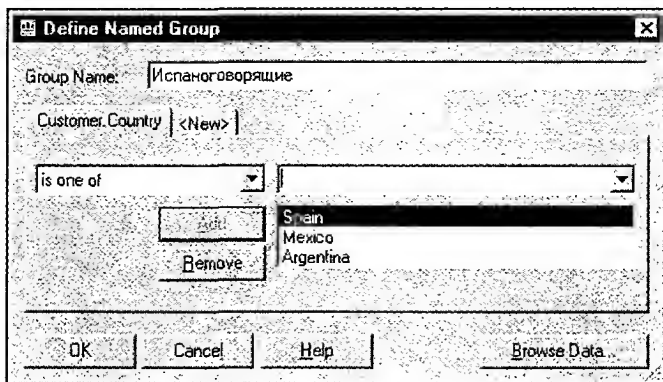 Define Named Group
Group Name: Испаноговорящие
Customer.Country <New>
is one of
Add Spain
Mexico
Remove Argentina
OK Cancel Help Browse Data...